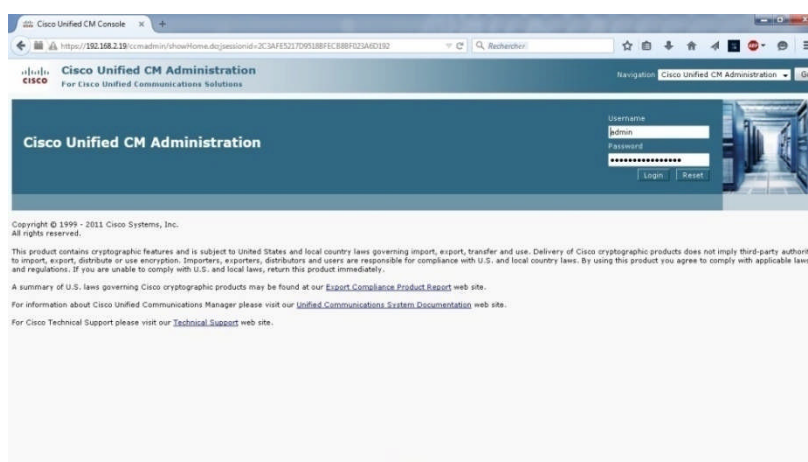 Cisco Unified CM Console
https://192.168.2.19/ccmadmin/showHome.do;jsessionid=2C3AFE5217D951BBFECB8BF023A6D192
Rechercher
cisco
Cisco Unified CM Administration
For Cisco Unified Communications Solutions
Navigation Cisco Unified CM Administration
Cisco Unified CM Administration
Username
admin
Password
Login Reset
Copyright © 1999 - 2011 Cisco Systems, Inc.
All rights reserved.
This product contains cryptographic features and is subject to United States and local country laws governing import, export, transfer and use. Delivery of Cisco cryptographic products does not imply third-party authorit
to import, export, distribute or use encryption. Importers, exporters, distributors and users are responsible for compliance with U.S. and local country laws. By using this product you agree to comply with applicable laws
and regulations. If you are unable to comply with U.S. and local laws, return this product immediately.
A summary of U.S. laws governing Cisco cryptographic products may be found at our Export Compliance Product Report web site.
For information about Cisco Unified Communications Manager please visit our Unified Communications System Documentation web site.
For Cisco Technical Support please visit our Technical Support web site.